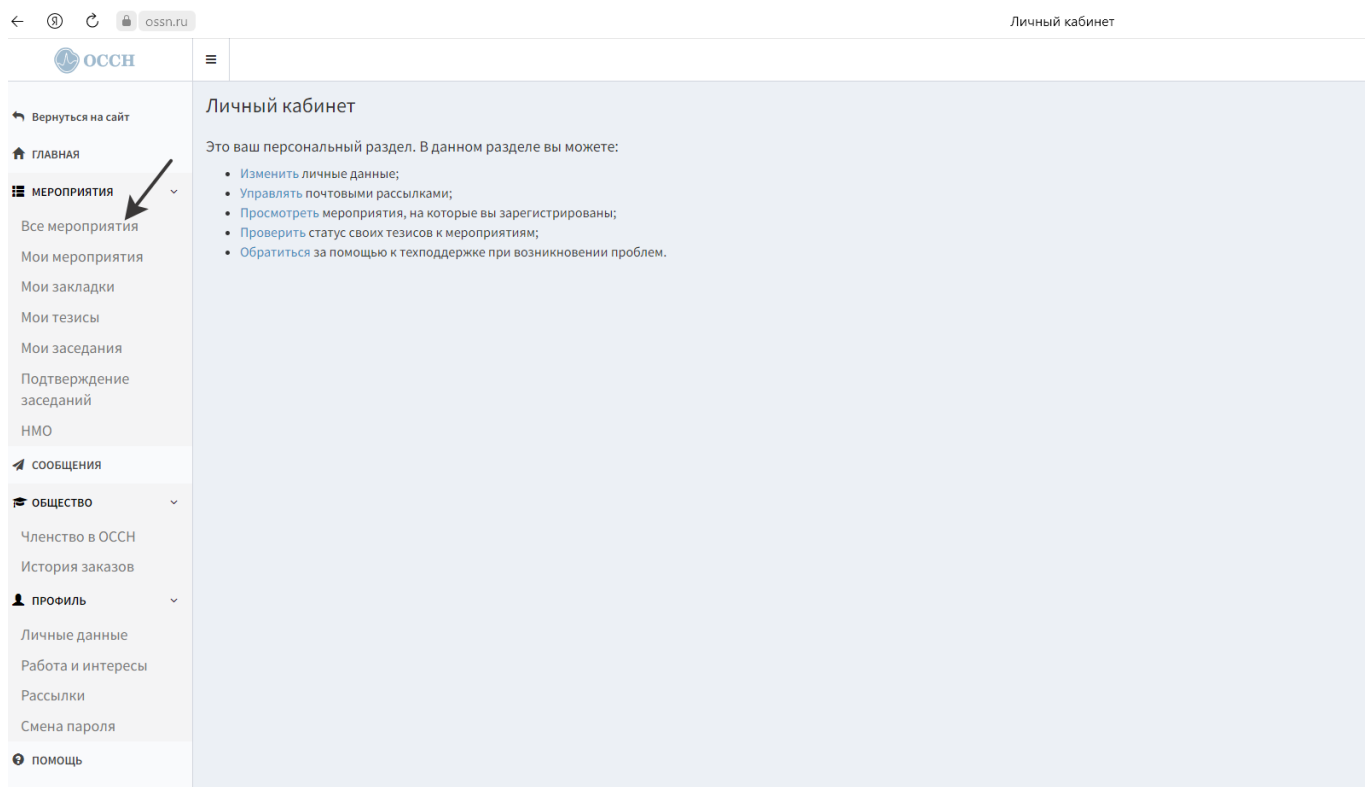 ossn.ru
Личный кабинет
ОССН
Вернуться на сайт
ГЛАВНАЯ
МЕРОПРИЯТИЯ
Все мероприятия
Мои мероприятия
Мои закладки
Мои тезисы
Мои заседания
Подтверждение
заседаний
НМО
СООБЩЕНИЯ
ОБЩЕСТВО
Членство в ОССН
История заказов
ПРОФИЛЬ
Личные данные
Работа и интересы
Рассылки
Смена пароля
ПОМОЩЬ
Личный кабинет
Это ваш персональный раздел. В данном разделе вы можете:
Изменить личные данные;
Управлять почтовыми рассылками;
Просмотреть мероприятия, на которые вы зарегистрированы;
Проверить статус своих тезисов к мероприятиям;
Обратиться за помощью к техподдержке при возникновении проблем.